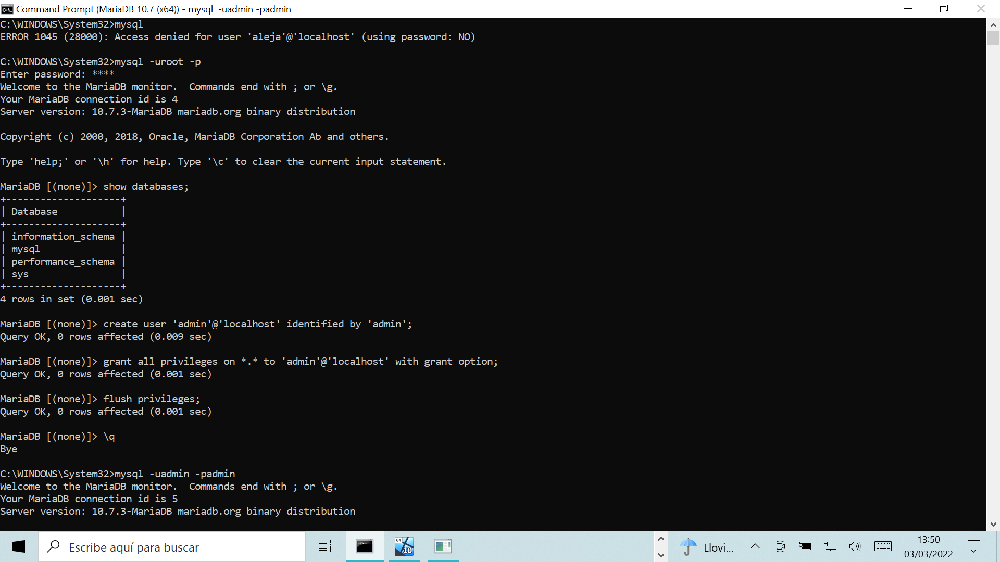 Command Prompt (MariaDB 10.7 (x64)) - mysql  -uadmin -padmin
C:\WINDOWS\System32>mysql
ERROR 1045 (28000): Access denied for user 'aleja'@'localhost' (using password: NO)
C:\WINDOWS\System32>mysql -uroot -p
Enter password: ****
Welcome to the MariaDB monitor.  Commands end with ; or \g.
Your MariaDB connection id is 4
Server version: 10.7.3-MariaDB mariadb.org binary distribution
Copyright (c) 2000, 2018, Oracle, MariaDB Corporation Ab and others.
Type 'help;' or '\h' for help. Type '\c' to clear the current input statement.
MariaDB [(none)]> show databases;
+--------------------+
| Database           |
+--------------------+
| information_schema |
| mysql              |
| performance_schema |
| sys                |
+--------------------+
4 rows in set (0.001 sec)
MariaDB [(none)]> create user 'admin'@'localhost' identified by 'admin';
Query OK, 0 rows affected (0.009 sec)
MariaDB [(none)]> grant all privileges on *.* to 'admin'@'localhost' with grant option;
Query OK, 0 rows affected (0.001 sec)
MariaDB [(none)]> flush privileges;
Query OK, 0 rows affected (0.001 sec)
MariaDB [(none)]> \q
Bye
C:\WINDOWS\System32>mysql -uadmin -padmin
Welcome to the MariaDB monitor.  Commands end with ; or \g.
Your MariaDB connection id is 5
Server version: 10.7.3-MariaDB mariadb.org binary distribution
Escribe aquí para buscar
64
10
Llovi...
13:50
03/03/2022